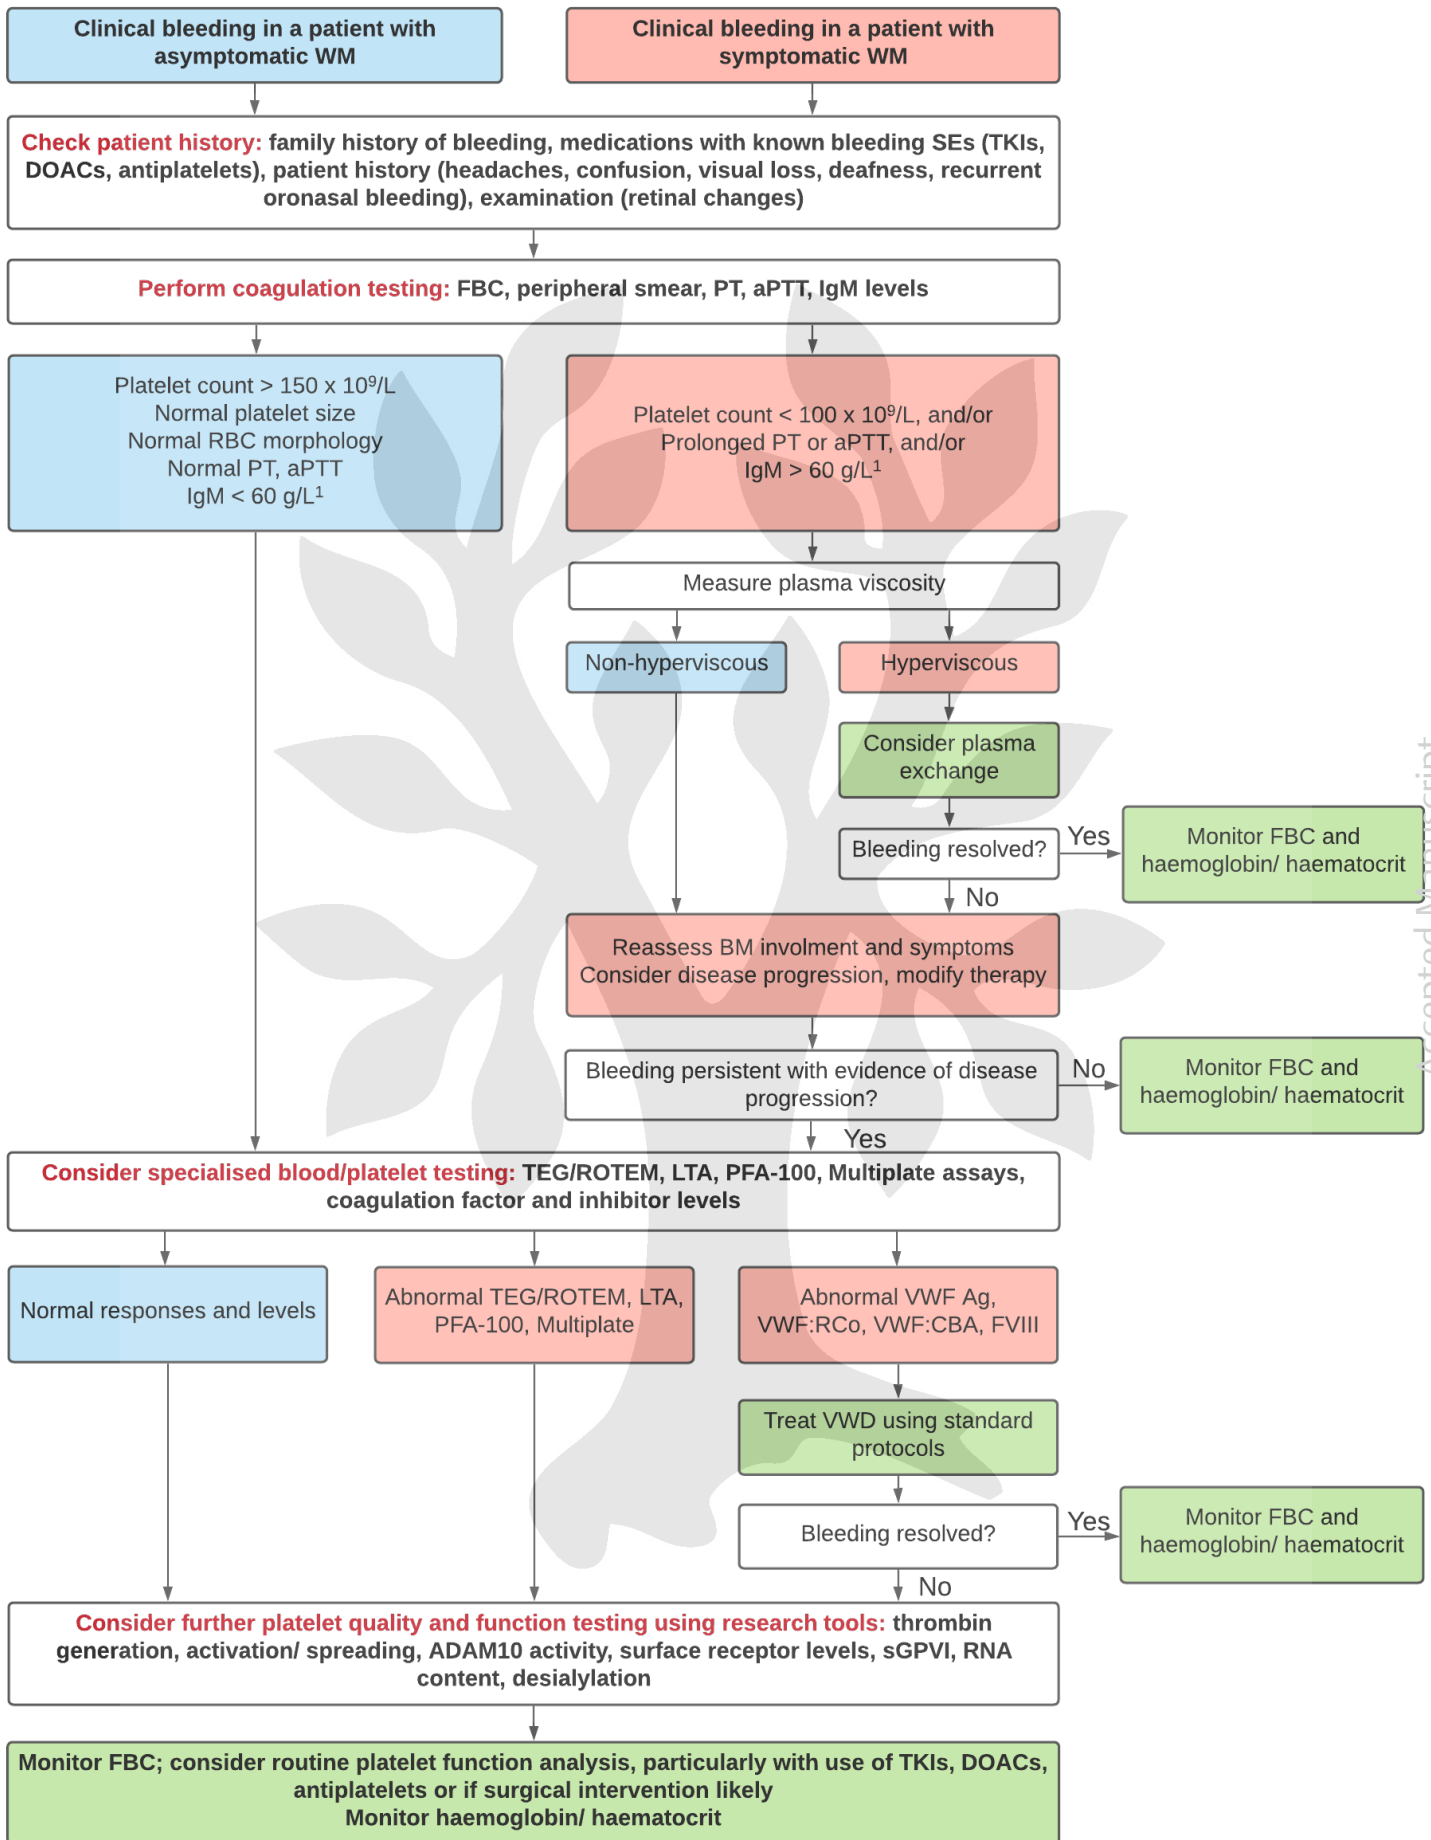 Clinical bleeding in a patient with
asymptomatic WM
Clinical bleeding in a patient with
symptomatic WM
Check patient history: family history of bleeding, medications with known bleeding SEs (TKIs,
DOACs, antiplatelets), patient history (headaches, confusion, visual loss, deafness, recurrent
oronasal bleeding), examination (retinal changes)
Perform coagulation testing: FBC, peripheral smear, PT, aPTT, IgM levels
Platelet count > 150 x 10⁹/L
Normal platelet size
Normal RBC morphology
Normal PT, aPTT
IgM < 60 g/L¹
Platelet count < 100 x 10⁹/L, and/or
Prolonged PT or aPTT, and/or
IgM > 60 g/L¹
Measure plasma viscosity
Non-hyperviscous
Hyperviscous
Consider plasma
exchange
Bleeding resolved?
Yes
Monitor FBC and
haemoglobin/ haematocrit
No
Reassess BM involment and symptoms
Consider disease progression, modify therapy
Bleeding persistent with evidence of disease
progression?
No
Monitor FBC and
haemoglobin/ haematocrit
Yes
Consider specialised blood/platelet testing: TEG/ROTEM, LTA, PFA-100, Multiplate assays,
coagulation factor and inhibitor levels
Normal responses and levels
Abnormal TEG/ROTEM, LTA,
PFA-100, Multiplate
Abnormal VWF Ag,
VWF:RCo, VWF:CBA, FVIII
Treat VWD using standard
protocols
Bleeding resolved?
Yes
Monitor FBC and
haemoglobin/ haematocrit
No
Consider further platelet quality and function testing using research tools: thrombin
generation, activation/ spreading, ADAM10 activity, surface receptor levels, sGPVI, RNA
content, desialylation
Monitor FBC; consider routine platelet function analysis, particularly with use of TKIs, DOACs,
antiplatelets or if surgical intervention likely
Monitor haemoglobin/ haematocrit
Accepted Manuscript